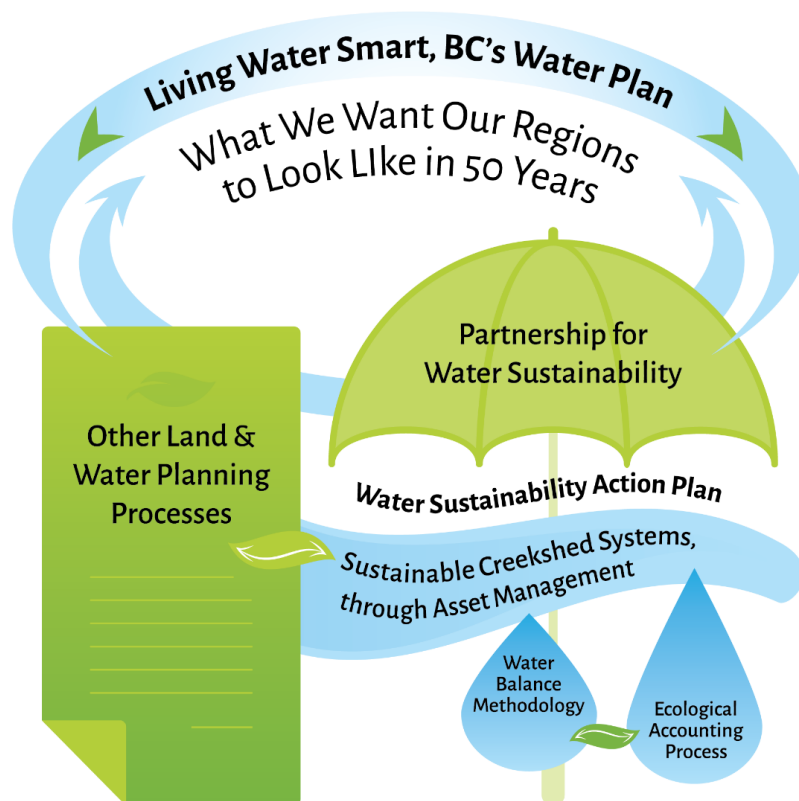 Living Water Smart, BC’s Water Plan
What We Want Our Regions
to Look LIke in 50 Years
Partnership for
Water Sustainability
Other Land &
Water Planning
Processes
Water Sustainability Action Plan
Sustainable Creekshed Systems,
through Asset Management
Water
Balance
Methodology
Ecological
Accounting
Process